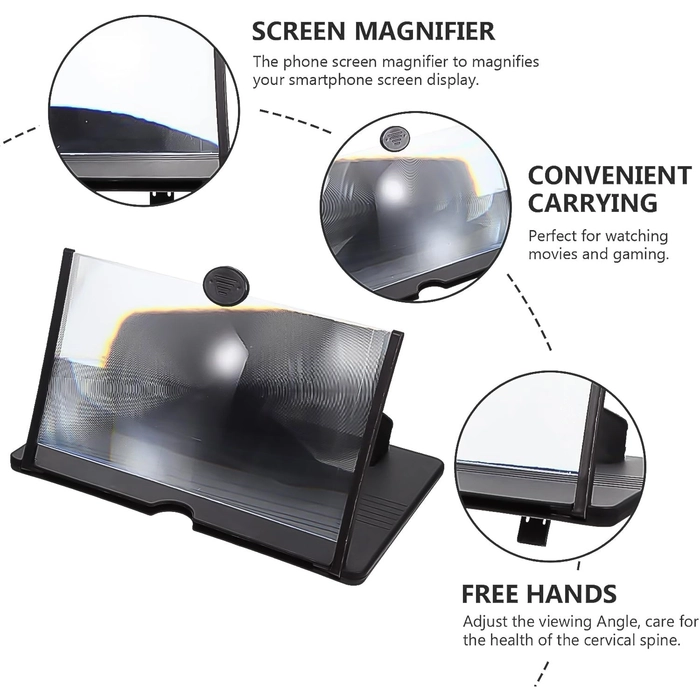 SCREEN MAGNIFIER
The phone screen magnifier to magnifies
your smartphone screen display.
CONVENIENT
CARRYING
Perfect for watching
movies and gaming.
FREE HANDS
Adjust the viewing Angle, care for
the health of the cervical spine.